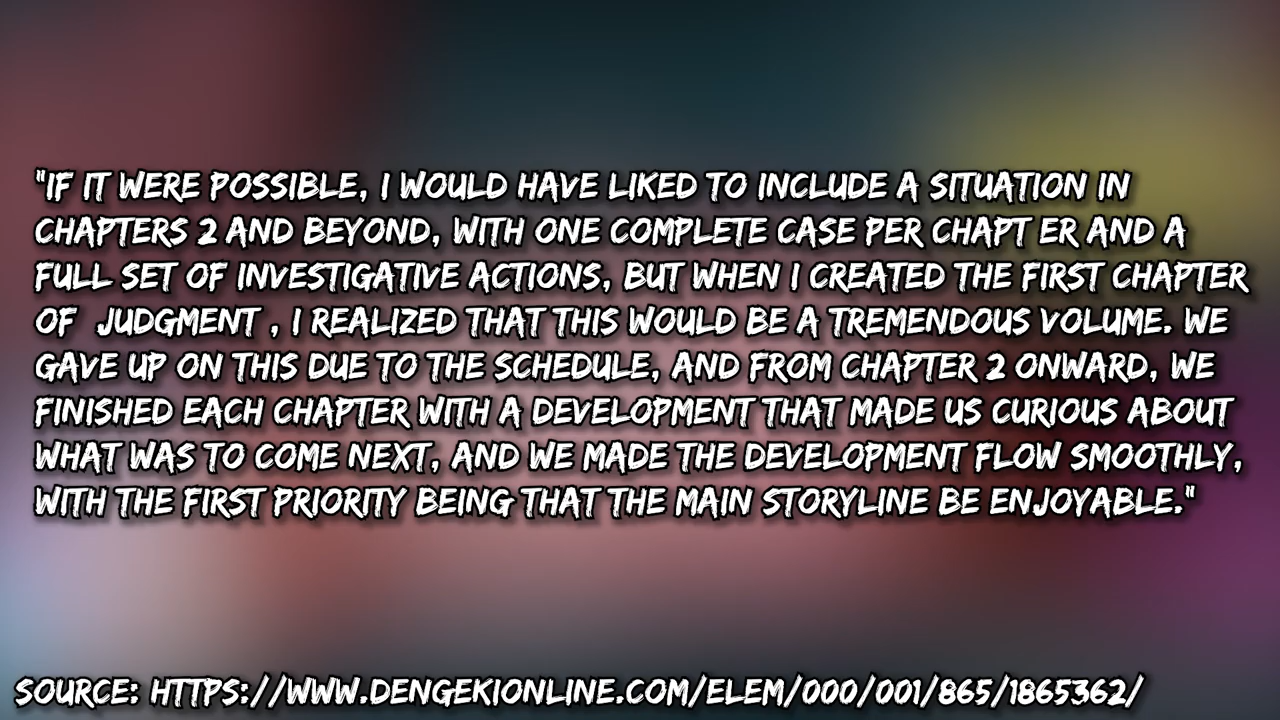 "IF IT WERE POSSIBLE, I WOULD HAVE LIKED TO INCLUDE A SITUATION IN
CHAPTERS 2 AND BEYOND, WITH ONE COMPLETE CASE PER CHAPT ER AND A
FULL SET OF INVESTIGATIVE ACTIONS, BUT WHEN I CREATED THE FIRST CHAPTER
OF  JUDGMENT , I REALIZED THAT THIS WOULD BE A TREMENDOUS VOLUME. WE
GAVE UP ON THIS DUE TO THE SCHEDULE, AND FROM CHAPTER 2 ONWARD, WE
FINISHED EACH CHAPTER WITH A DEVELOPMENT THAT MADE US CURIOUS ABOUT
WHAT WAS TO COME NEXT, AND WE MADE THE DEVELOPMENT FLOW SMOOTHLY,
WITH THE FIRST PRIORITY BEING THAT THE MAIN STORYLINE BE ENJOYABLE."
SOURCE: HTTPS://WWW.DENGEKIONLINE.COM/ELEM/000/001/865/1865362/